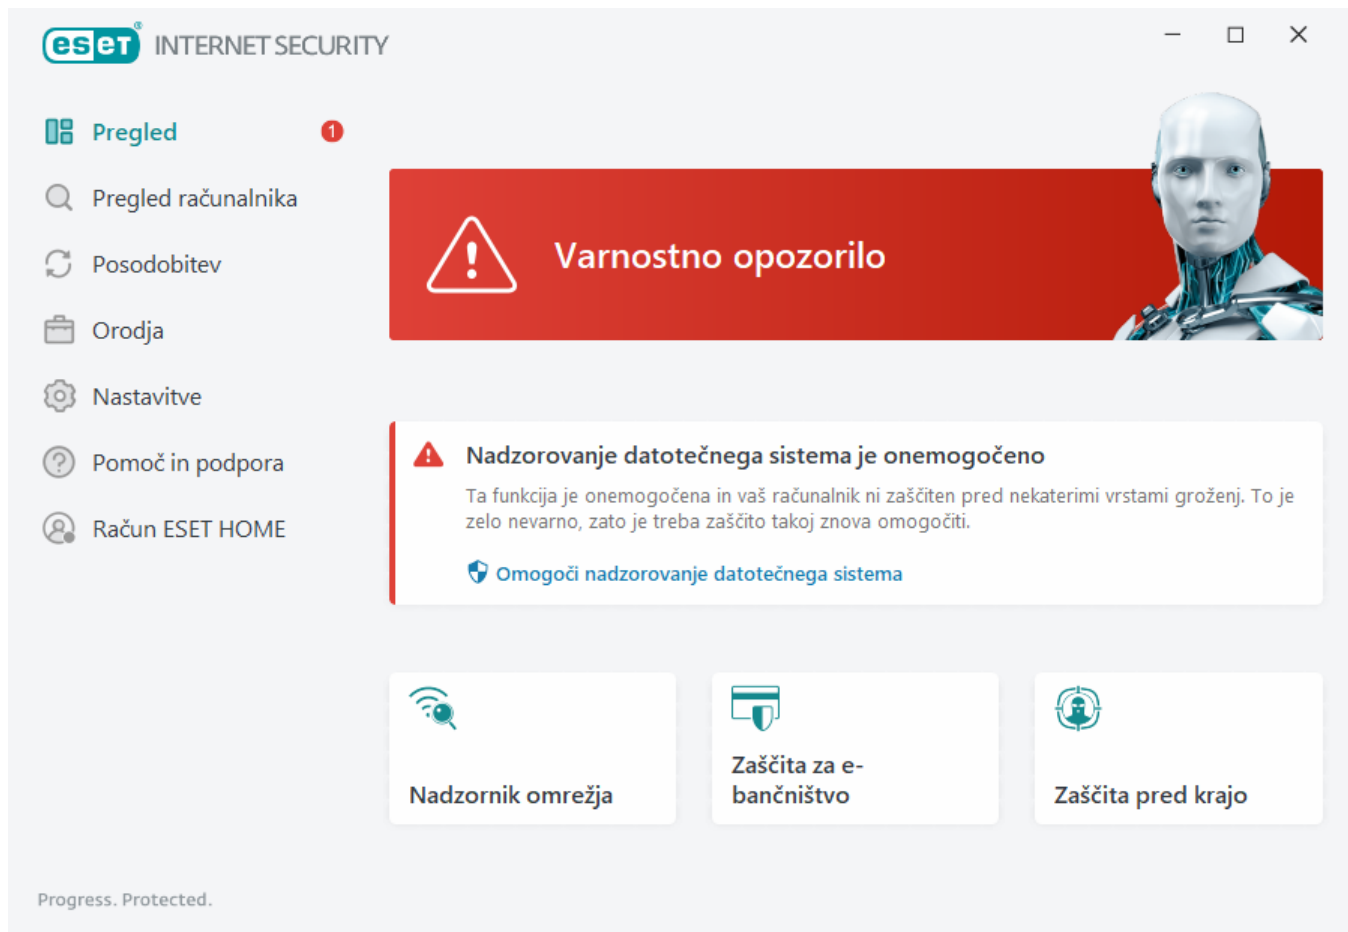 eset® INTERNET SECURITY
Pregled
1
Pregled računalnika
Posodobitev
Orodja
Nastavitve
Pomoč in podpora
Račun ESET HOME
Varnostno opozorilo
Nadzorovanje datotečnega sistema je onemogočeno
Ta funkcija je onemogočena in vaš računalnik ni zaščiten pred nekaterimi vrstami groženj. To je
zelo nevarno, zato je treba zaščito takoj znova omogočiti.
Omogoči nadzorovanje datotečnega sistema
Nadzornik omrežja
Zaščita za e-
bančništvo
Zaščita pred krajo
Progress. Protected.